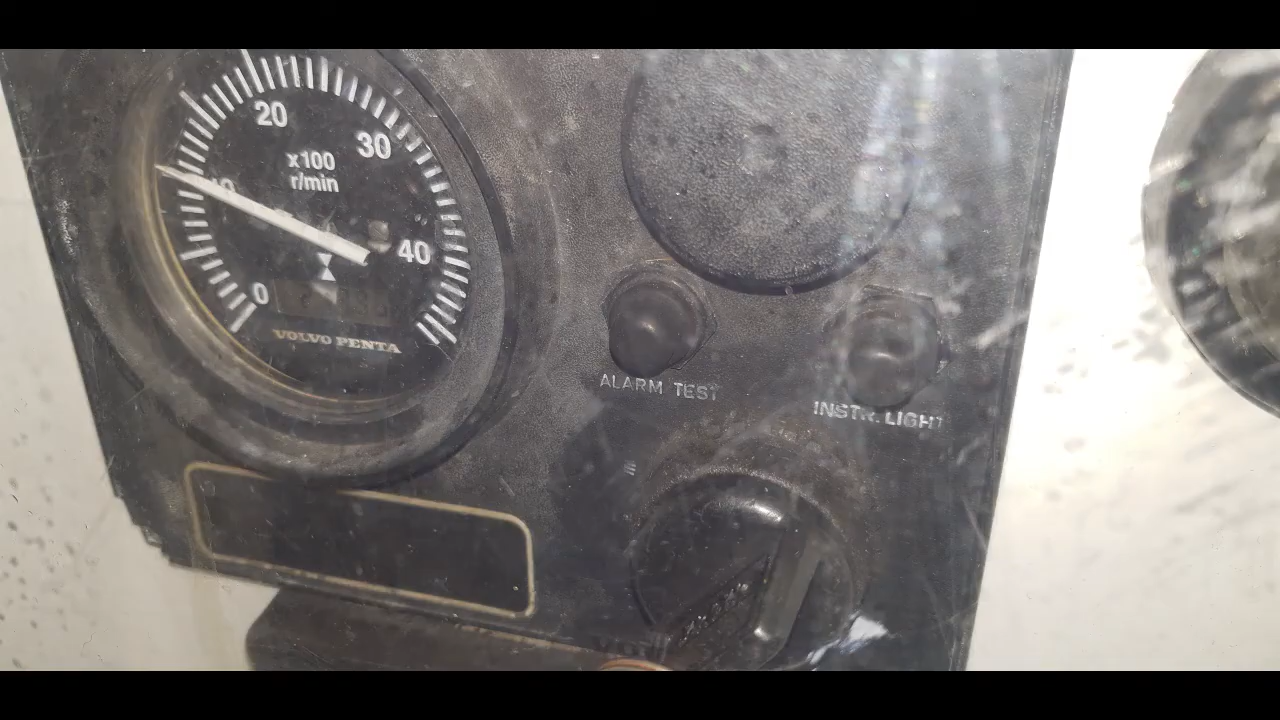 20
30
x100
r/min
40
0
VOLVO PENTA
ALARM TEST
INSTR. LIGHT